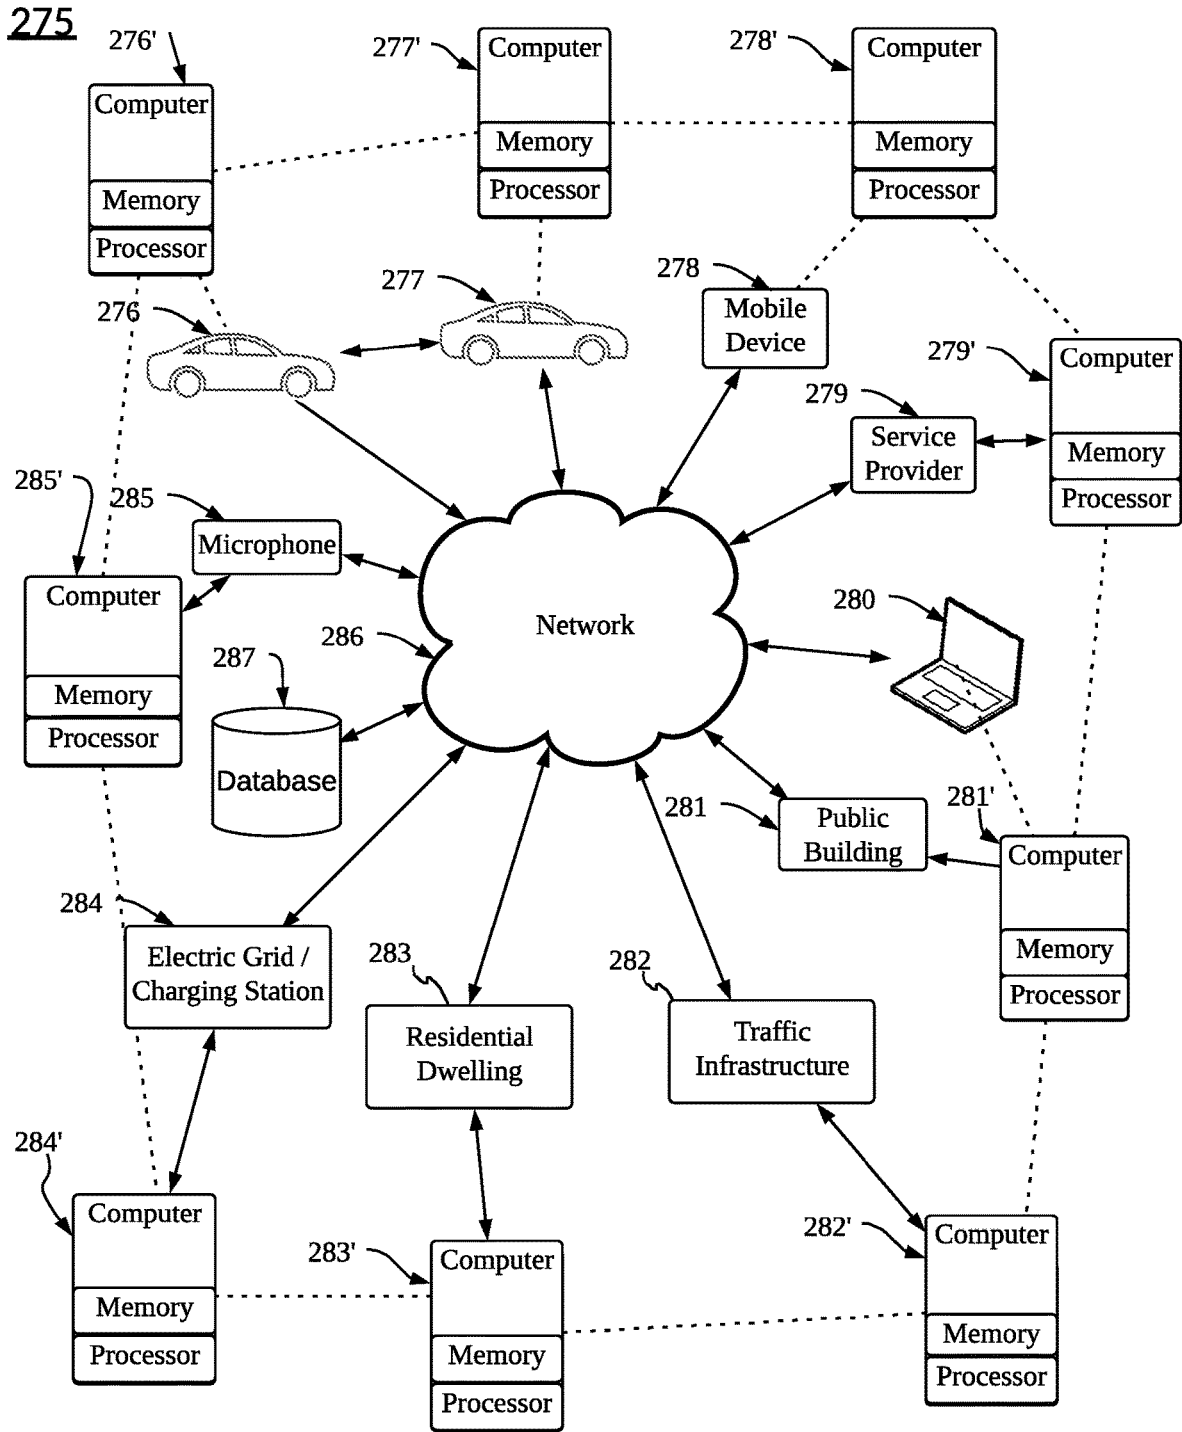 275
276'
Computer
Memory
Processor
277'
Computer
Memory
Processor
278'
Computer
Memory
Processor
276
277
278
Mobile
Device
279'
Computer
Memory
Processor
279
Service
Provider
285'
Computer
Memory
Processor
285
Microphone
286
Network
287
Database
280
281
Public
Building
281'
Computer
Memory
Processor
284
Electric Grid /
Charging Station
283
Residential
Dwelling
282
Traffic
Infrastructure
284'
Computer
Memory
Processor
283'
Computer
Memory
Processor
282'
Computer
Memory
Processor